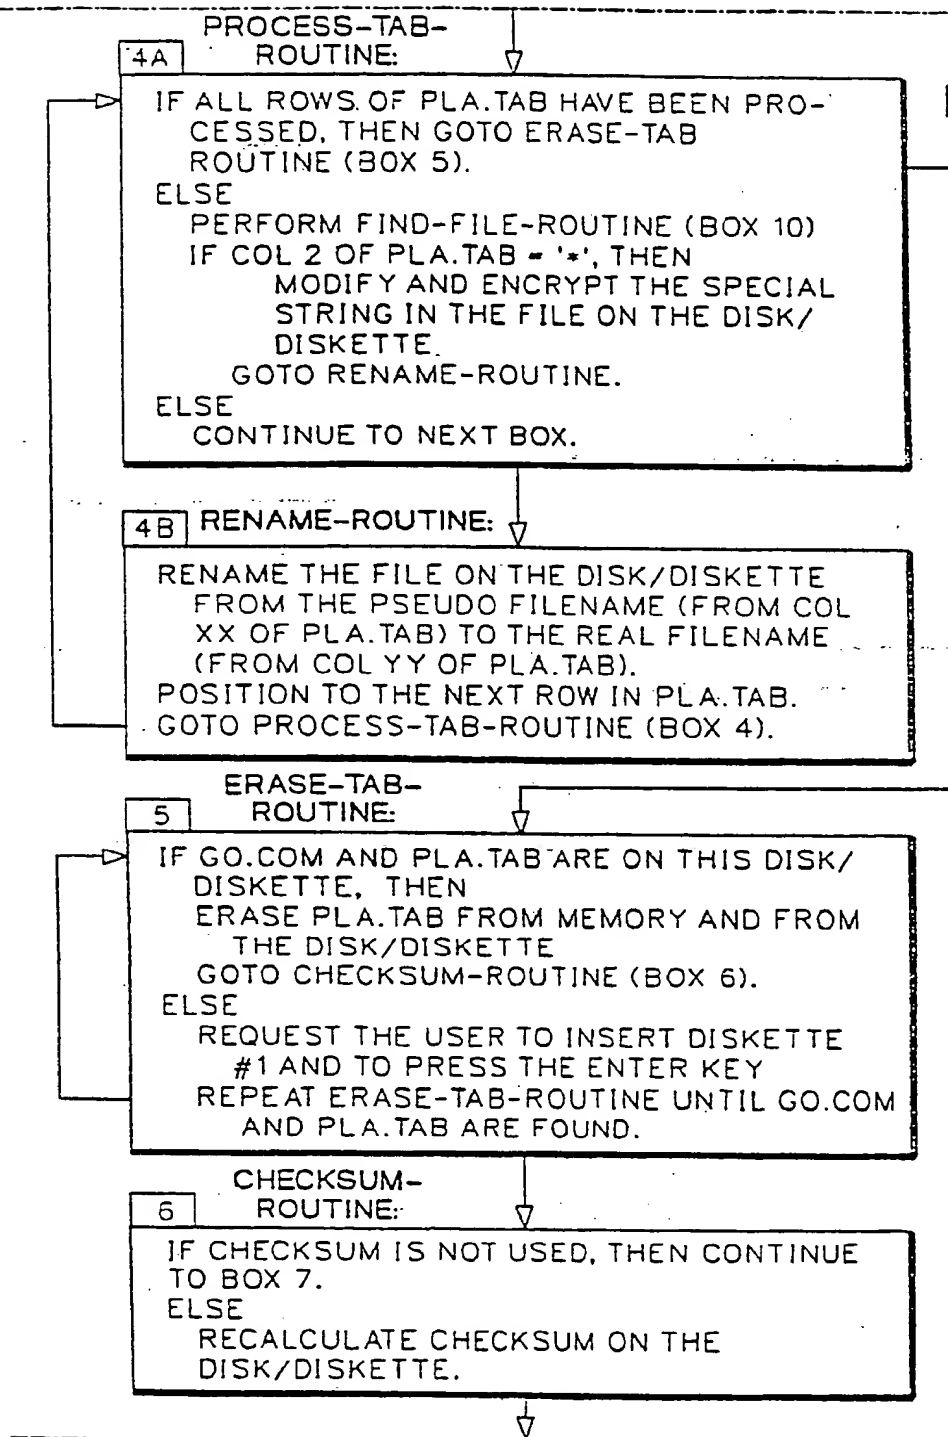 PROCESS-TAB-
ROUTINE:
4A
IF ALL ROWS OF PLA.TAB HAVE BEEN PRO-
CESSED, THEN GOTO ERASE-TAB
ROUTINE (BOX 5).
ELSE
PERFORM FIND-FILE-ROUTINE (BOX 10)
IF COL 2 OF PLA.TAB = '*', THEN
MODIFY AND ENCRYPT THE SPECIAL
STRING IN THE FILE ON THE DISK/
DISKETTE.
GOTO RENAME-ROUTINE.
ELSE
CONTINUE TO NEXT BOX.
4B RENAME-ROUTINE:
RENAME THE FILE ON THE DISK/DISKETTE
FROM THE PSEUDO FILENAME (FROM COL
XX OF PLA.TAB) TO THE REAL FILENAME
(FROM COL YY OF PLA.TAB).
POSITION TO THE NEXT ROW IN PLA.TAB.
GOTO PROCESS-TAB-ROUTINE (BOX 4).
ERASE-TAB-
ROUTINE:
5
IF GO.COM AND PLA.TAB ARE ON THIS DISK/
DISKETTE, THEN
ERASE PLA.TAB FROM MEMORY AND FROM
THE DISK/DISKETTE
GOTO CHECKSUM-ROUTINE (BOX 6).
ELSE
REQUEST THE USER TO INSERT DISKETTE
#1 AND TO PRESS THE ENTER KEY
REPEAT ERASE-TAB-ROUTINE UNTIL GO.COM
AND PLA.TAB ARE FOUND.
CHECKSUM-
ROUTINE:
6
IF CHECKSUM IS NOT USED, THEN CONTINUE
TO BOX 7.
ELSE
RECALCULATE CHECKSUM ON THE
DISK/DISKETTE.